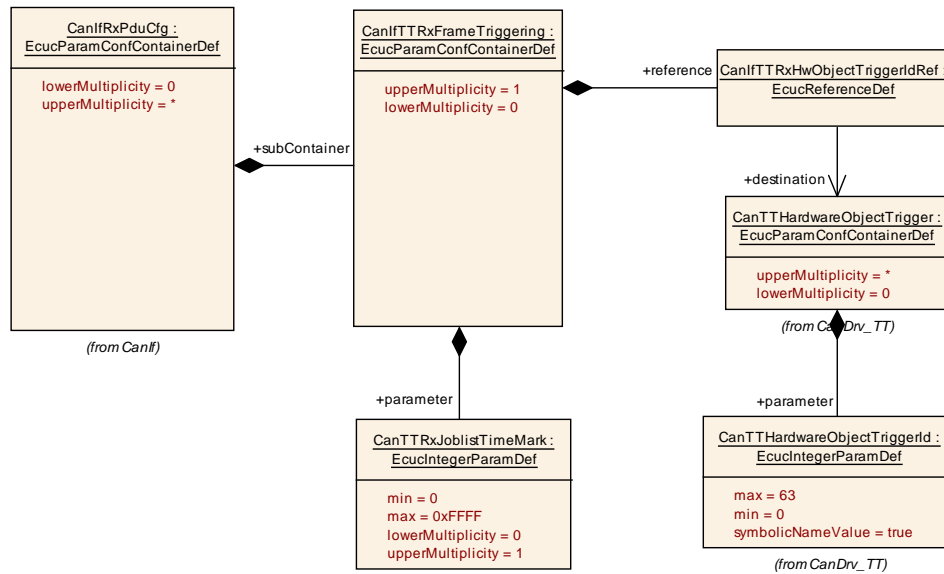 CanIfRxPduCfg :
EcucParamConfContainerDef
lowerMultiplicity = 0
upperMultiplicity = *
(from CanIf)
+subContainer
CanIfTTRxFrameTriggering :
EcucParamConfContainerDef
upperMultiplicity = 1
lowerMultiplicity = 0
+reference
CanIfTTRxHwObjectTriggerIdRef :
EcucReferenceDef
+destination
CanTTHardwareObjectTrigger :
EcucParamConfContainerDef
upperMultiplicity = *
lowerMultiplicity = 0
(from CanDrv_TT)
+parameter
CanTTRxJoblistTimeMark :
EcucIntegerParamDef
min = 0
max = 0xFFFF
lowerMultiplicity = 0
upperMultiplicity = 1
+parameter
CanTTHardwareObjectTriggerId :
EcucIntegerParamDef
max = 63
min = 0
symbolicNameValue = true
(from CanDrv_TT)